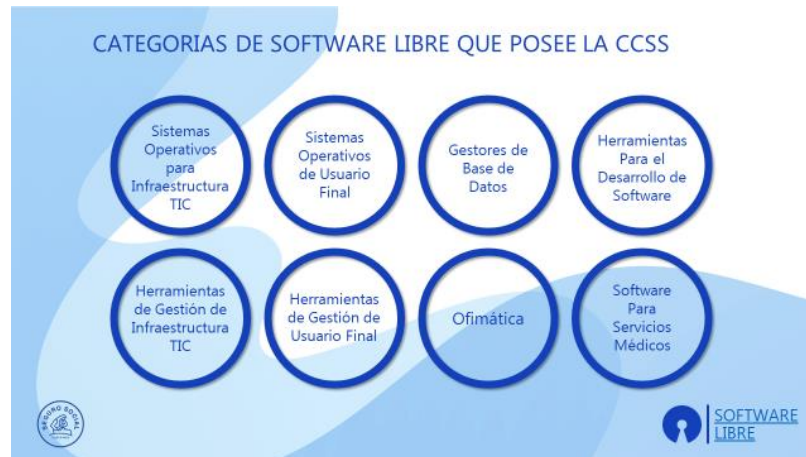 CATEGORIAS DE SOFTWARE LIBRE QUE POSEE LA CCSS
Sistemas
Operativos
para
Infraestructura
TIC
Sistemas
Operativos
de Usuario
Final
Gestores de
Base de
Datos
Herramientas
Para el
Desarrollo de
Software
Herramientas
de Gestión de
Infraestructura
TIC
Herramientas
de Gestión de
Usuario Final
Ofimática
Software
Para
Servicios
Médicos
SEGURO SOCIAL
SOFTWARE
LIBRE